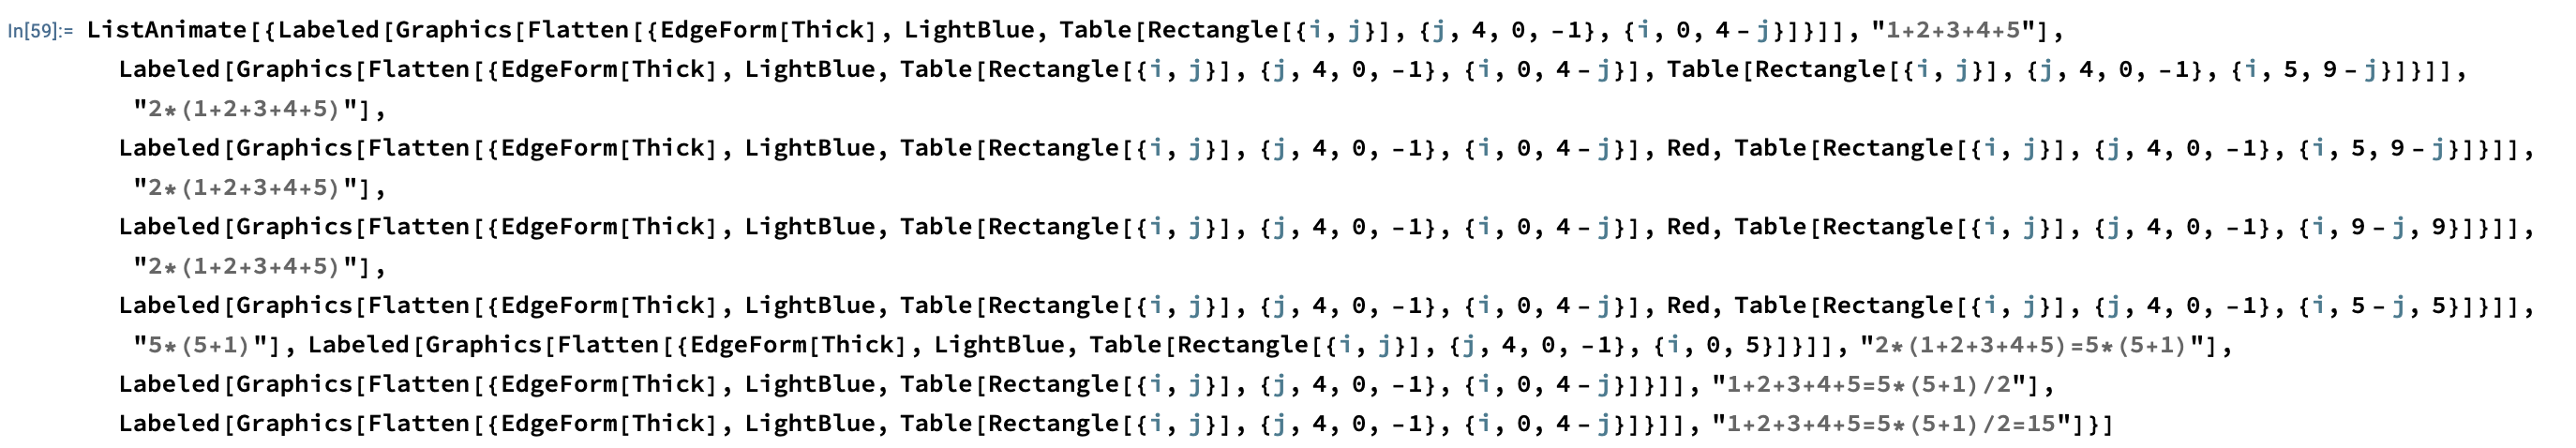 In[59]:= ListAnimate[{Labeled[Graphics[Flatten[{EdgeForm[Thick], LightBlue, Table[Rectangle[{i, j}], {j, 4, 0, -1}, {i, 0, 4 - j}]}]], "1+2+3+4+5"],
Labeled[Graphics[Flatten[{EdgeForm[Thick], LightBlue, Table[Rectangle[{i, j}], {j, 4, 0, -1}, {i, 0, 4 - j}], Table[Rectangle[{i, j}], {j, 4, 0, -1}, {i, 5, 9 - j}]}]],
"2*(1+2+3+4+5)"],
Labeled[Graphics[Flatten[{EdgeForm[Thick], LightBlue, Table[Rectangle[{i, j}], {j, 4, 0, -1}, {i, 0, 4 - j}], Red, Table[Rectangle[{i, j}], {j, 4, 0, -1}, {i, 5, 9 - j}]}]],
"2*(1+2+3+4+5)"],
Labeled[Graphics[Flatten[{EdgeForm[Thick], LightBlue, Table[Rectangle[{i, j}], {j, 4, 0, -1}, {i, 0, 4 - j}], Red, Table[Rectangle[{i, j}], {j, 4, 0, -1}, {i, 9 - j, 9}]}]],
"2*(1+2+3+4+5)"],
Labeled[Graphics[Flatten[{EdgeForm[Thick], LightBlue, Table[Rectangle[{i, j}], {j, 4, 0, -1}, {i, 0, 4 - j}], Red, Table[Rectangle[{i, j}], {j, 4, 0, -1}, {i, 5 - j, 5}]}]],
"5*(5+1)"], Labeled[Graphics[Flatten[{EdgeForm[Thick], LightBlue, Table[Rectangle[{i, j}], {j, 4, 0, -1}, {i, 0, 5}]}]], "2*(1+2+3+4+5)=5*(5+1)"],
Labeled[Graphics[Flatten[{EdgeForm[Thick], LightBlue, Table[Rectangle[{i, j}], {j, 4, 0, -1}, {i, 0, 4 - j}]}]], "1+2+3+4+5=5*(5+1)/2"],
Labeled[Graphics[Flatten[{EdgeForm[Thick], LightBlue, Table[Rectangle[{i, j}], {j, 4, 0, -1}, {i, 0, 4 - j}]}]], "1+2+3+4+5=5*(5+1)/2=15"]}]